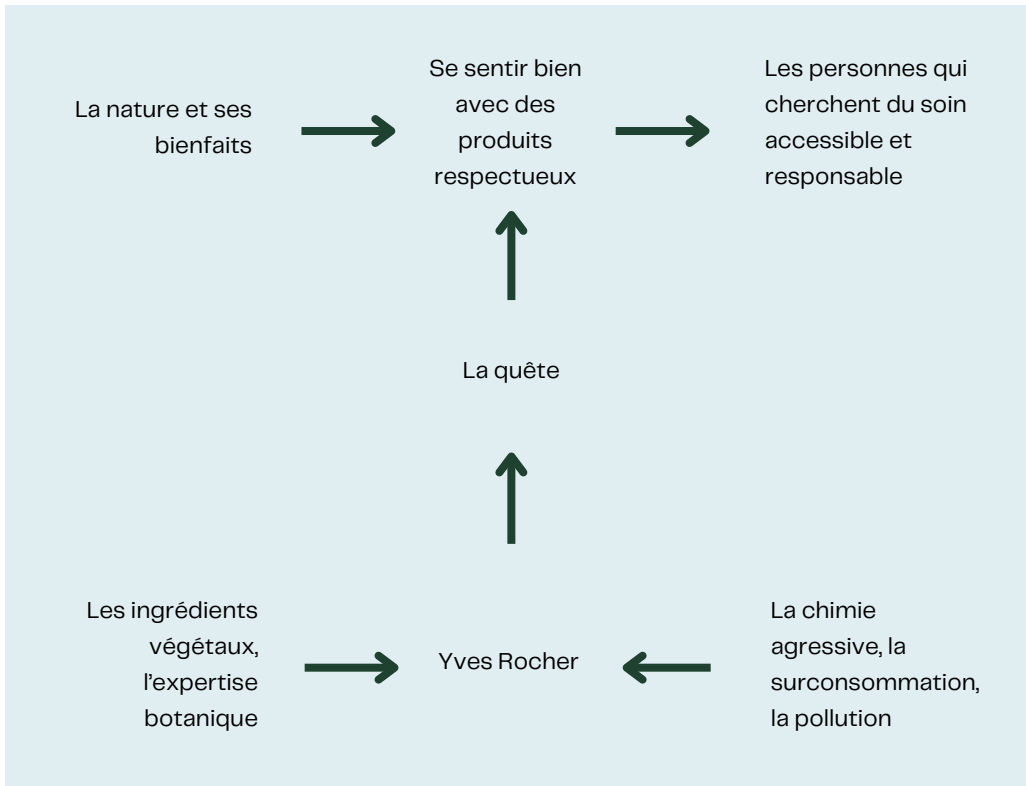 La nature et ses
bienfaits
Se sentir bien
avec des
produits
respectueux
Les personnes qui
cherchent du soin
accessible et
responsable
La quête
Les ingrédients
végétaux,
l’expertise
botanique
Yves Rocher
La chimie
agressive, la
surconsommation,
la pollution